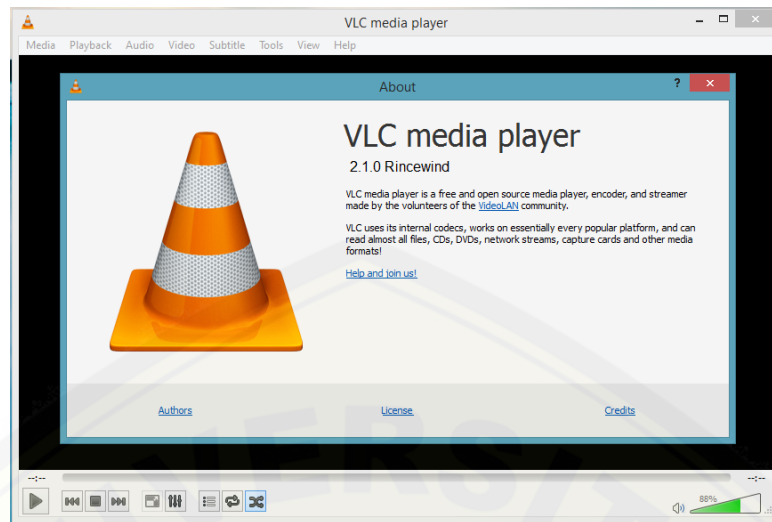 VLC media player
Media Playback Audio Video Subtitle Tools View Help
About
?
VLC media player
2.1.0 Rincewind
VLC media player is a free and open source media player, encoder, and streamer
made by the volunteers of the VideoLAN community.
VLC uses its internal codecs, works on essentially every popular platform, and can
read almost all files, CDs, DVDs, network streams, capture cards and other media
formats!
Help and join us!
Authors License Credits
--:-- --:--
88%